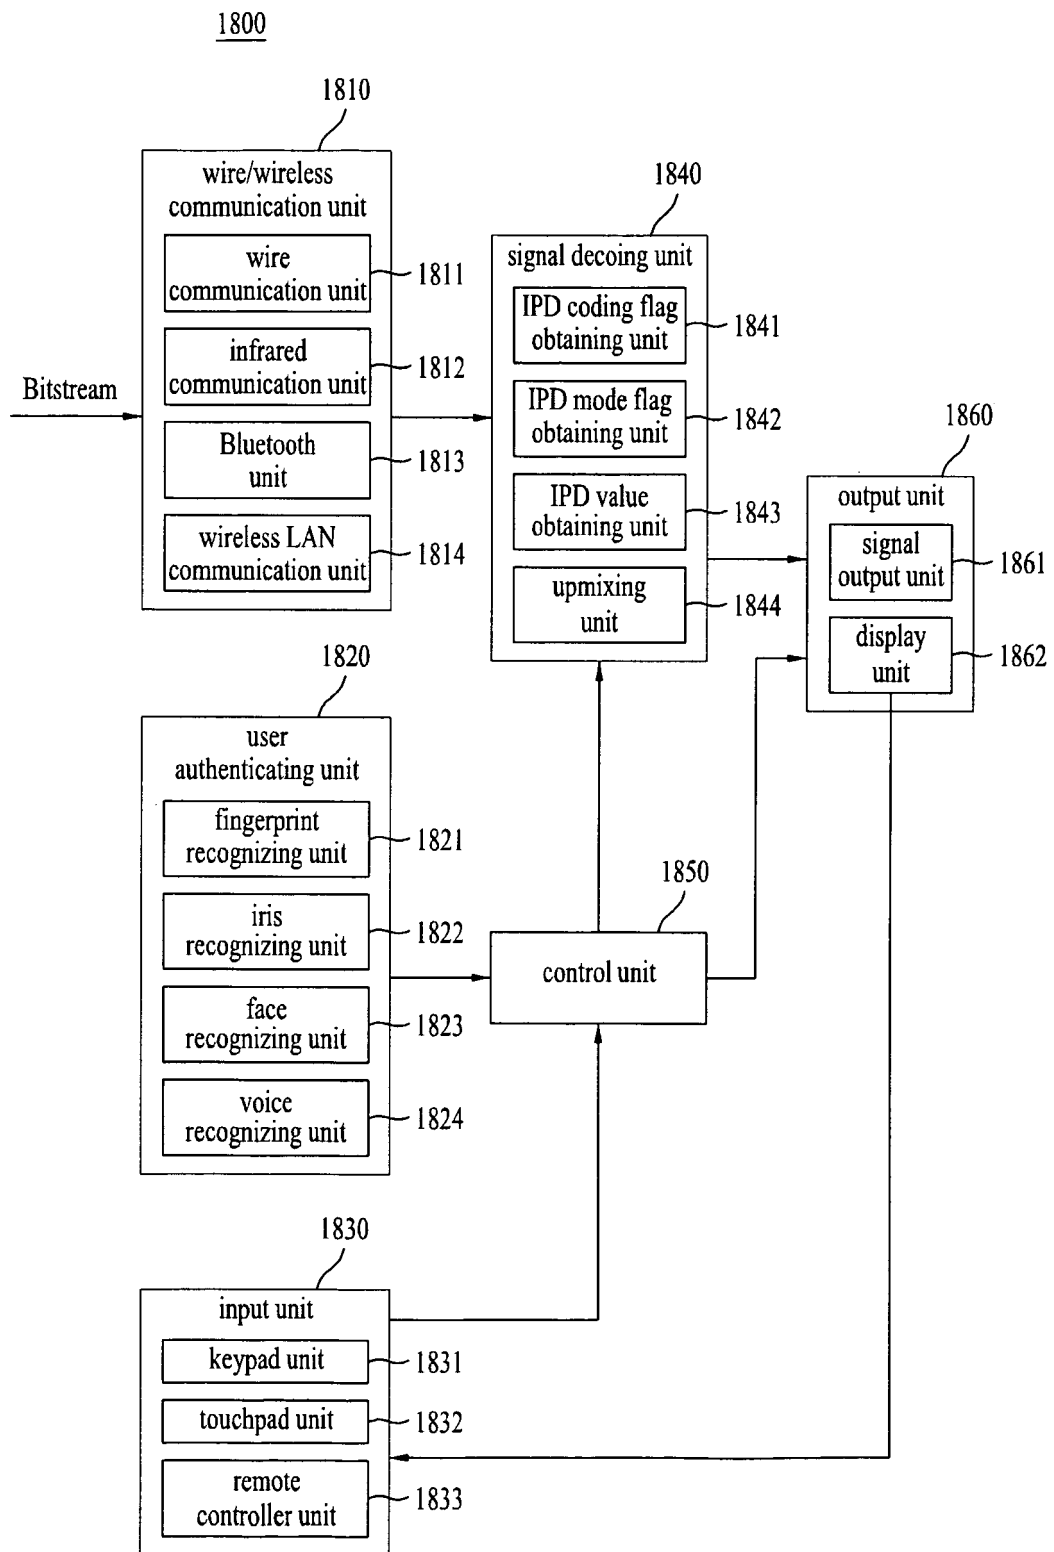 1800
1810
wire/wireless
communication unit
wire
communication unit
1811
infrared
communication unit
1812
Bluetooth
unit
1813
wireless LAN
communication unit
1814
Bitstream
1840
signal decoing unit
IPD coding flag
obtaining unit
1841
IPD mode flag
obtaining unit
1842
IPD value
obtaining unit
1843
upmixing
unit
1844
1860
output unit
signal
output unit
1861
display
unit
1862
1820
user
authenticating unit
fingerprint
recognizing unit
1821
iris
recognizing unit
1822
face
recognizing unit
1823
voice
recognizing unit
1824
1850
control unit
1830
input unit
keypad unit
1831
touchpad unit
1832
remote
controller unit
1833